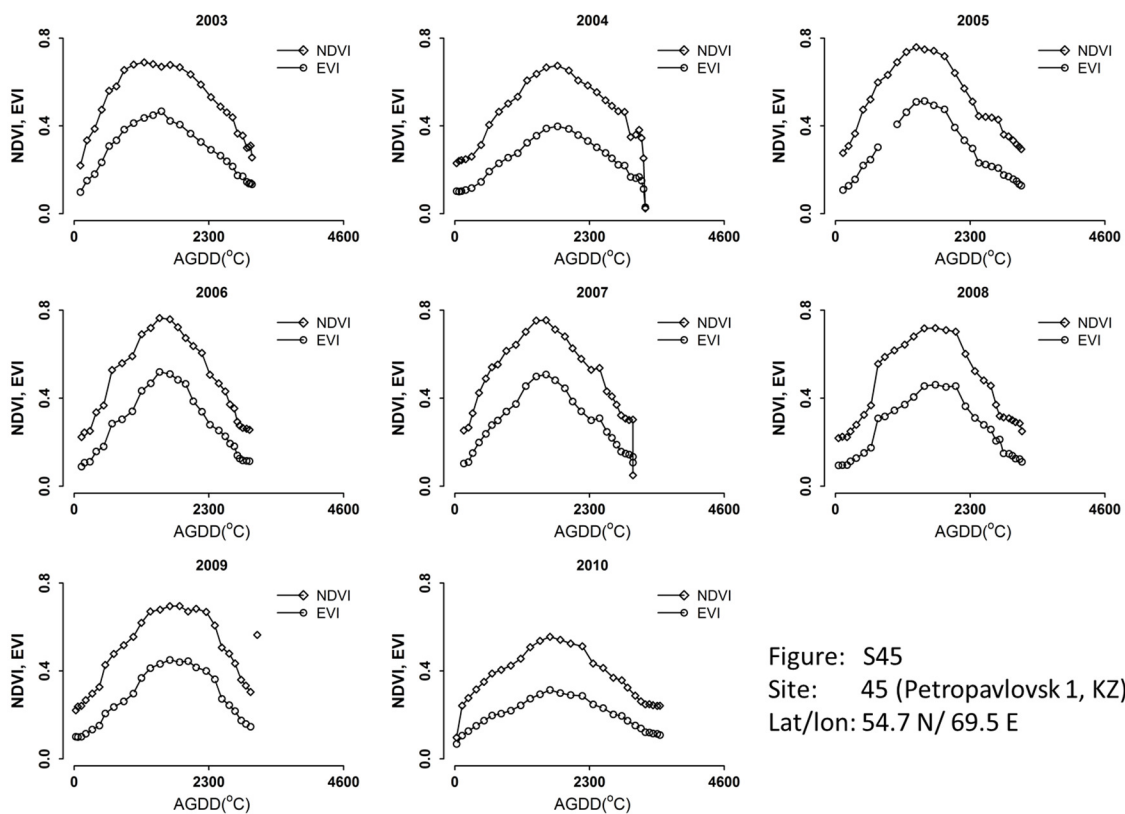 2003
0.8
0.4
0.0
NDVI, EVI
NDVI
EVI
0 2300 4600
AGDD(°C)
2004
0.8
0.4
0.0
NDVI, EVI
NDVI
EVI
0 2300 4600
AGDD(°C)
2005
0.8
0.4
0.0
NDVI, EVI
NDVI
EVI
0 2300 4600
AGDD(°C)
2006
0.8
0.4
0.0
NDVI, EVI
NDVI
EVI
0 2300 4600
AGDD(°C)
2007
0.8
0.4
0.0
NDVI, EVI
NDVI
EVI
0 2300 4600
AGDD(°C)
2008
0.8
0.4
0.0
NDVI, EVI
NDVI
EVI
0 2300 4600
AGDD(°C)
2009
0.8
0.4
0.0
NDVI, EVI
NDVI
EVI
0 2300 4600
AGDD(°C)
2010
0.8
0.4
0.0
NDVI, EVI
NDVI
EVI
0 2300 4600
AGDD(°C)
Figure: S45
Site: 45 (Petropavlovsk 1, KZ)
Lat/lon: 54.7 N/ 69.5 E